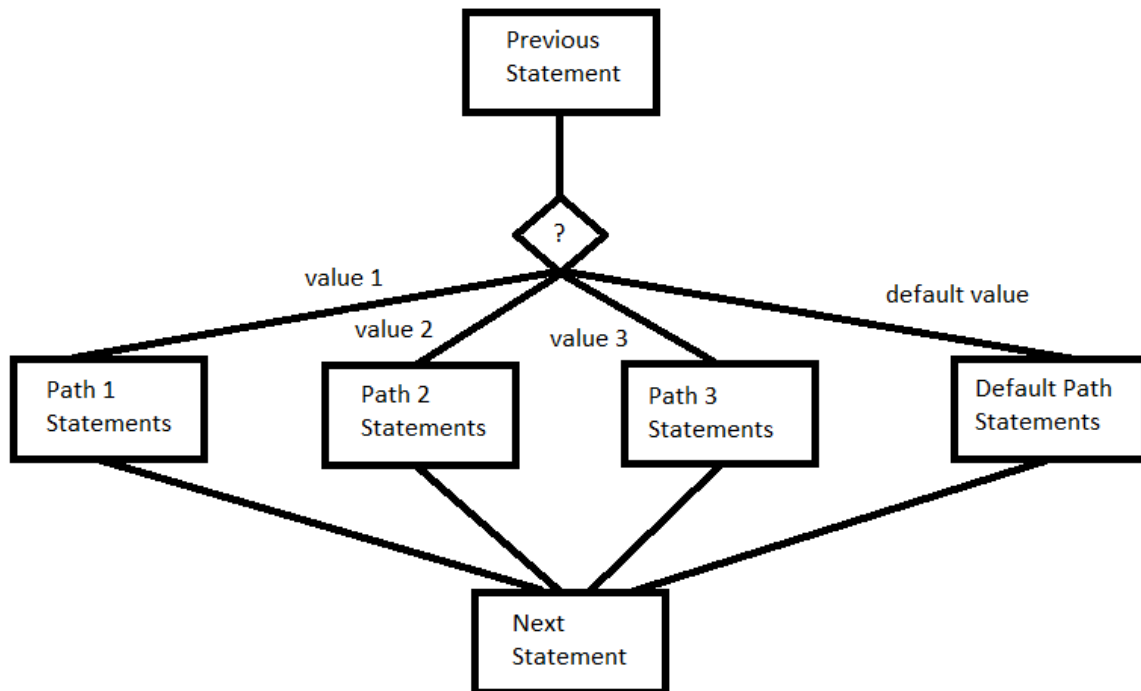 Previous
Statement
?
value 1
default value
value 2
value 3
Path 1
Statements
Path 2
Statements
Path 3
Statements
Default Path
Statements
Next
Statement